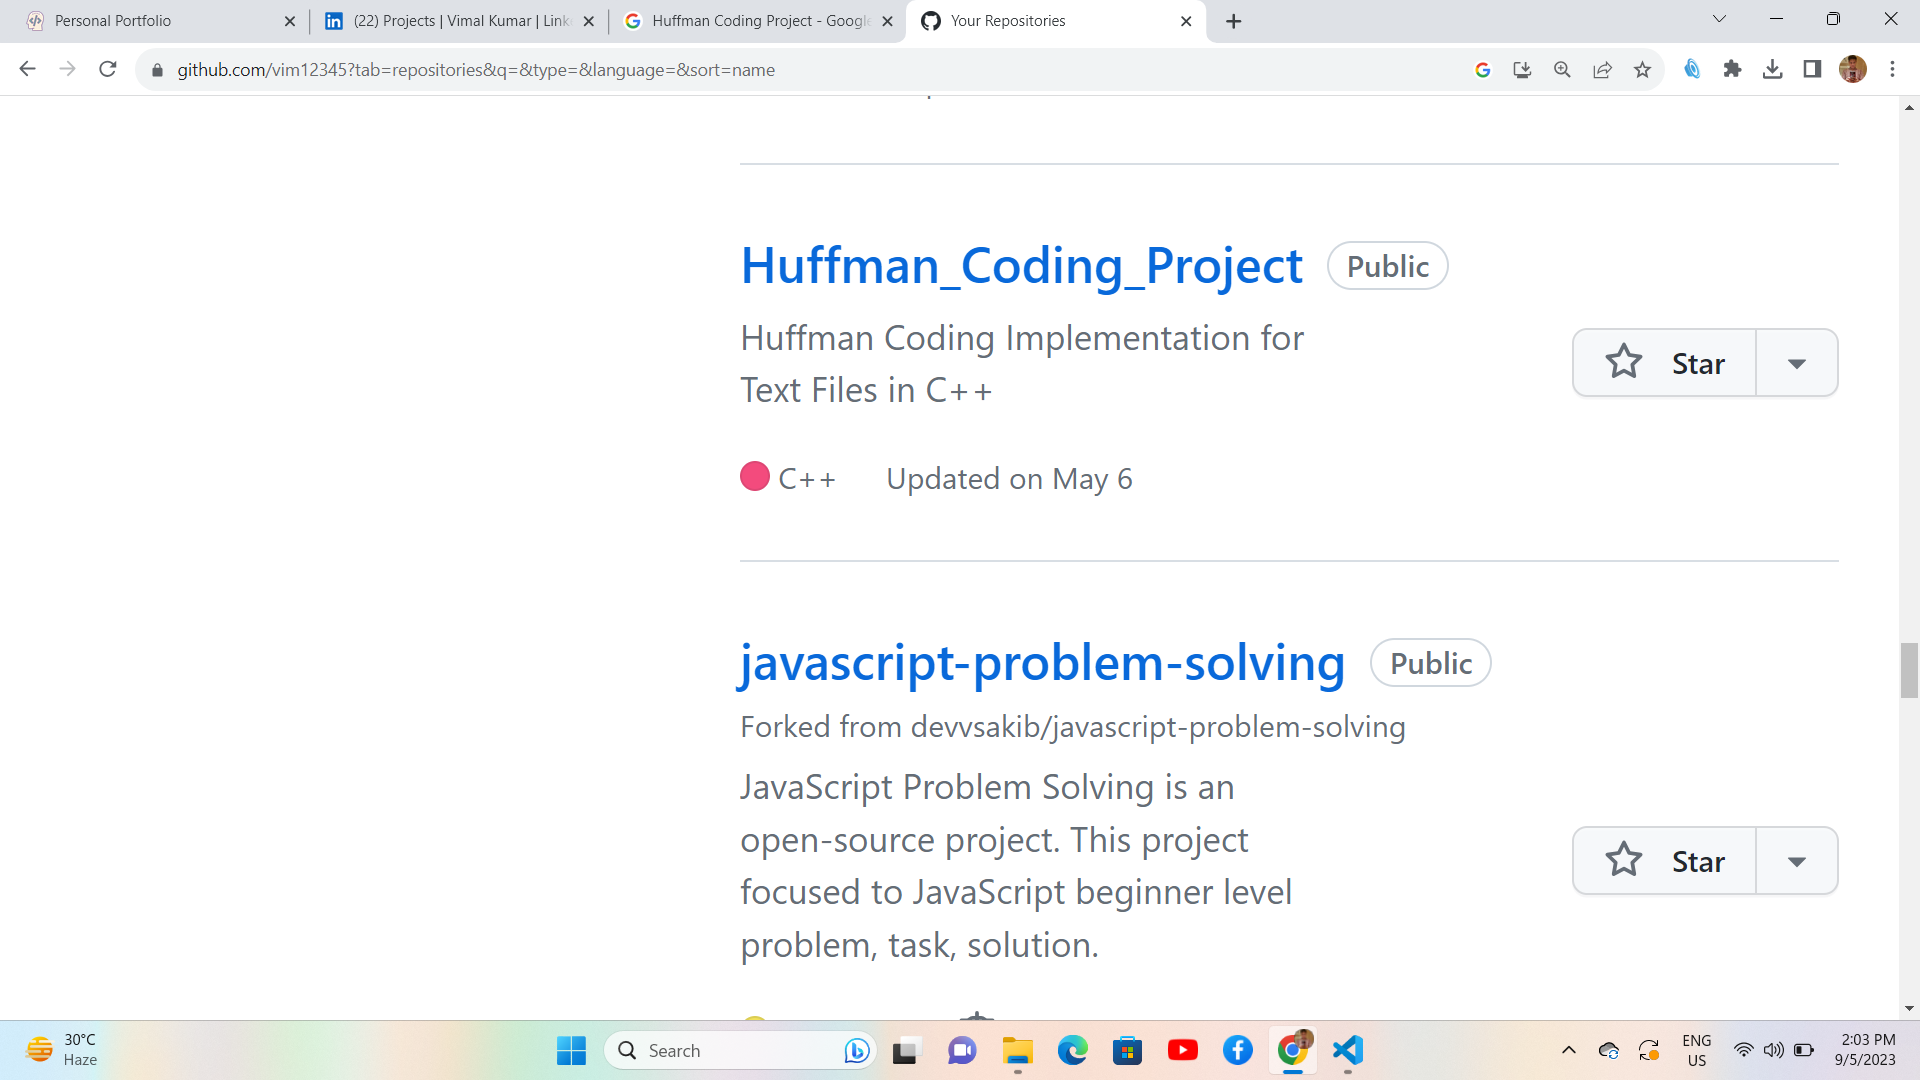 Personal Portfolio
(22) Projects | Vimal Kumar | Link
Huffman Coding Project - Google
Your Repositories
github.com/vim12345?tab=repositories&q=&type=&language=&sort=name
Huffman_Coding_Project Public
Huffman Coding Implementation for
Text Files in C++
Star
C++ Updated on May 6
javascript-problem-solving Public
Forked from devvsakib/javascript-problem-solving
JavaScript Problem Solving is an
open-source project. This project
focused to JavaScript beginner level
problem, task, solution.
Star
30°C
Haze
Search
ENG
US
2:03 PM
9/5/2023